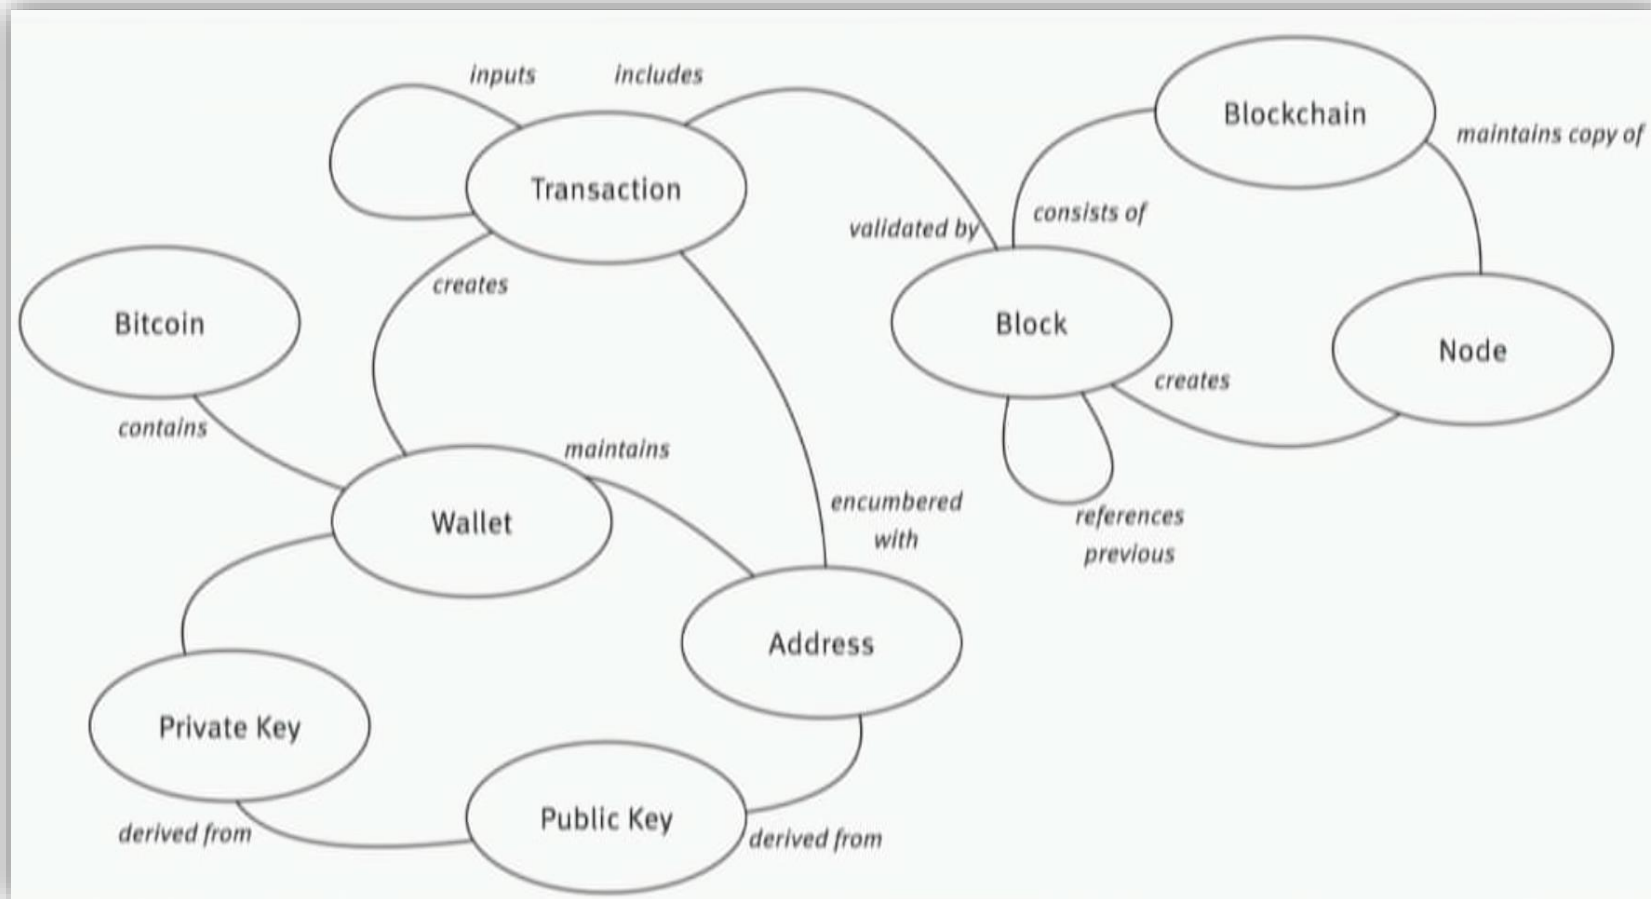 inputs
includes
Blockchain
maintains copy of
Transaction
validated by
consists of
creates
Bitcoin
Block
Node
creates
contains
maintains
encumbered
with
references
previous
Wallet
Address
Private Key
Public Key
derived from
derived from